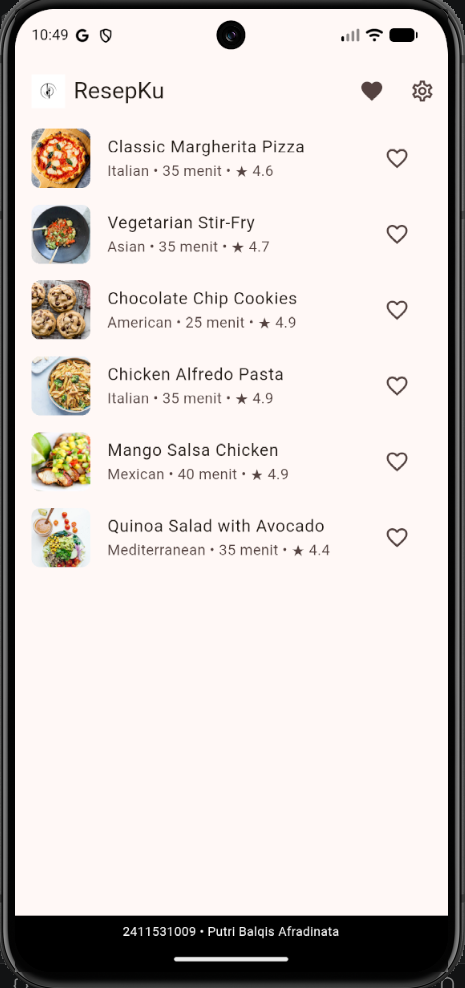 10:49
ResepKu
Classic Margherita Pizza
Italian • 35 menit • ★ 4.6
Vegetarian Stir-Fry
Asian • 35 menit • ★ 4.7
Chocolate Chip Cookies
American • 25 menit • ★ 4.9
Chicken Alfredo Pasta
Italian • 35 menit • ★ 4.9
Mango Salsa Chicken
Mexican • 40 menit • ★ 4.9
Quinoa Salad with Avocado
Mediterranean • 35 menit • ★ 4.4
2411531009 • Putri Balqis Afradinata